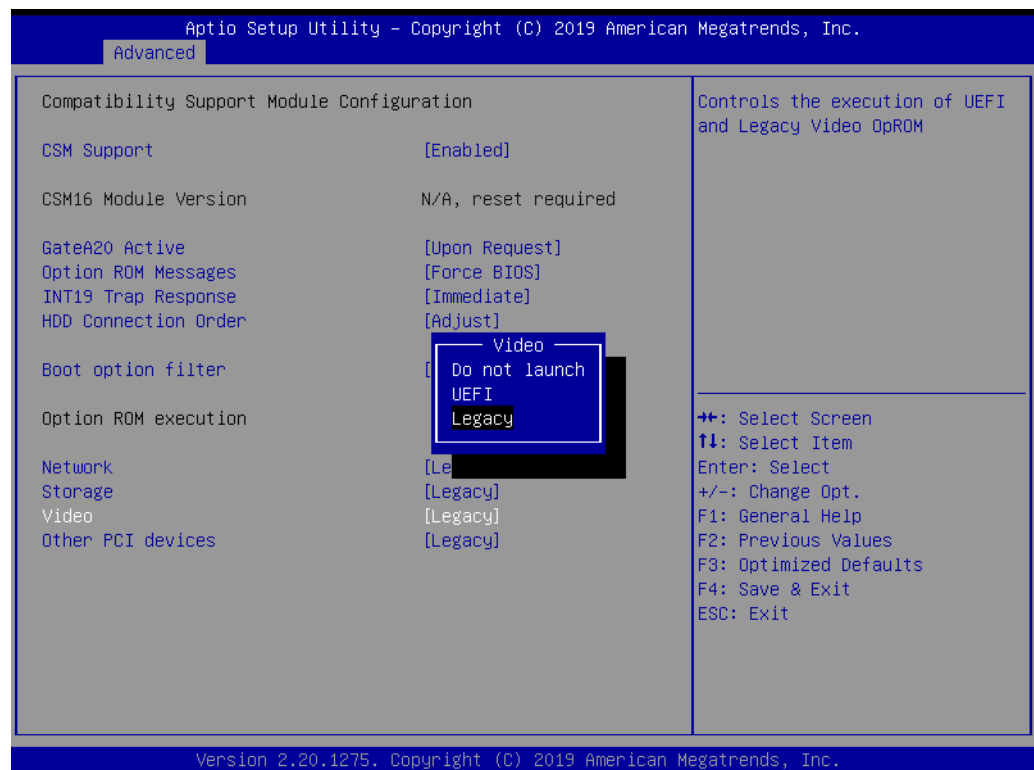 Aptio Setup Utility – Copyright (C) 2019 American Megatrends, Inc.
Advanced
Compatibility Support Module Configuration
CSM Support [Enabled]
CSM16 Module Version N/A, reset required
GateA20 Active [Upon Request]
Option ROM Messages [Force BIOS]
INT19 Trap Response [Immediate]
HDD Connection Order [Adjust]
Boot option filter [
Option ROM execution
Network [Le
Storage [Legacy]
Video [Legacy]
Other PCI devices [Legacy]
Video
Do not launch
UEFI
Legacy
Controls the execution of UEFI
and Legacy Video OpROM
→←: Select Screen
↑↓: Select Item
Enter: Select
+/-: Change Opt.
F1: General Help
F2: Previous Values
F3: Optimized Defaults
F4: Save & Exit
ESC: Exit
Version 2.20.1275. Copyright (C) 2019 American Megatrends, Inc.